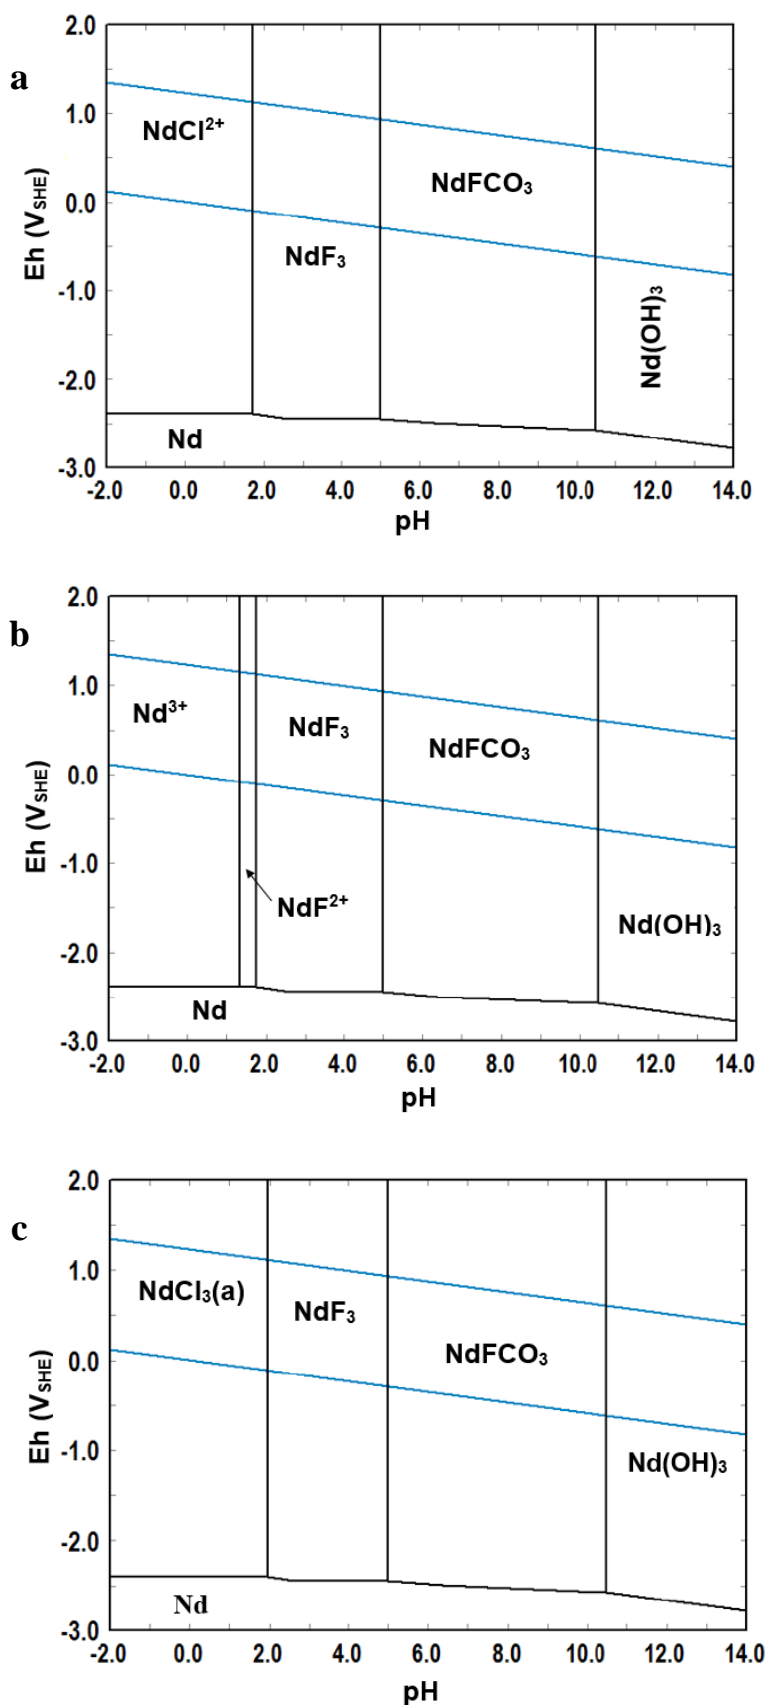 a
2.0
1.0
0.0
-1.0
-2.0
-3.0
Eh (V_SHE)
NdCl²⁺
NdF₃
NdFCO₃
Nd(OH)₃
Nd
-2.0 0.0 2.0 4.0 6.0 8.0 10.0 12.0 14.0
pH
b
2.0
1.0
0.0
-1.0
-2.0
-3.0
Eh (V_SHE)
Nd³⁺
NdF₃
NdFCO₃
NdF²⁺
Nd(OH)₃
Nd
-2.0 0.0 2.0 4.0 6.0 8.0 10.0 12.0 14.0
pH
c
2.0
1.0
0.0
-1.0
-2.0
-3.0
Eh (V_SHE)
NdCl₃(a)
NdF₃
NdFCO₃
Nd(OH)₃
Nd
-2.0 0.0 2.0 4.0 6.0 8.0 10.0 12.0 14.0
pH